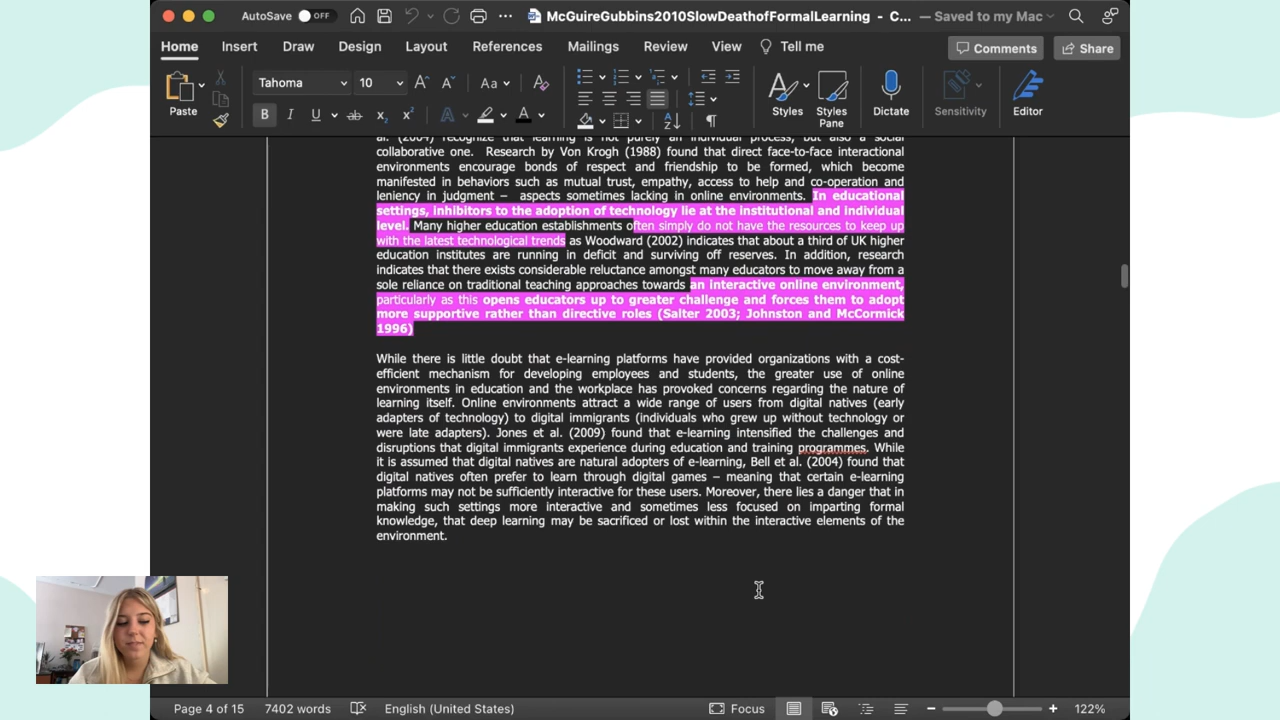 AutoSave OFF McGuireGubbins2010SlowDeathofFormalLearning - C... — Saved to my Mac
Home Insert Draw Design Layout References Mailings Review View Tell me Comments Share
Tahoma 10
Paste Styles Styles Pane Dictate Sensitivity Editor
al. (2004) recognize that learning is not purely an individual process, but also a social
collaborative one. Research by Von Krogh (1988) found that direct face-to-face interactional
environments encourage bonds of respect and friendship to be formed, which become
manifested in behaviors such as mutual trust, empathy, access to help and co-operation and
leniency in judgment – aspects sometimes lacking in online environments. In educational
settings, inhibitors to the adoption of technology lie at the institutional and individual
level. Many higher education establishments often simply do not have the resources to keep up
with the latest technological trends as Woodward (2002) indicates that about a third of UK higher
education institutes are running in deficit and surviving off reserves. In addition, research
indicates that there exists considerable reluctance amongst many educators to move away from a
sole reliance on traditional teaching approaches towards an interactive online environment,
particularly as this opens educators up to greater challenge and forces them to adopt
more supportive rather than directive roles (Salter 2003; Johnston and McCormick
1996)
While there is little doubt that e-learning platforms have provided organizations with a cost-
efficient mechanism for developing employees and students, the greater use of online
environments in education and the workplace has provoked concerns regarding the nature of
learning itself. Online environments attract a wide range of users from digital natives (early
adapters of technology) to digital immigrants (individuals who grew up without technology or
were late adapters). Jones et al. (2009) found that e-learning intensified the challenges and
disruptions that digital immigrants experience during education and training programmes. While
it is assumed that digital natives are natural adopters of e-learning, Bell et al. (2004) found that
digital natives often prefer to learn through digital games – meaning that certain e-learning
platforms may not be sufficiently interactive for these users. Moreover, there lies a danger that in
making such settings more interactive and sometimes less focused on imparting formal
knowledge, that deep learning may be sacrificed or lost within the interactive elements of the
environment.
Page 4 of 15 7402 words English (United States) Focus 122%